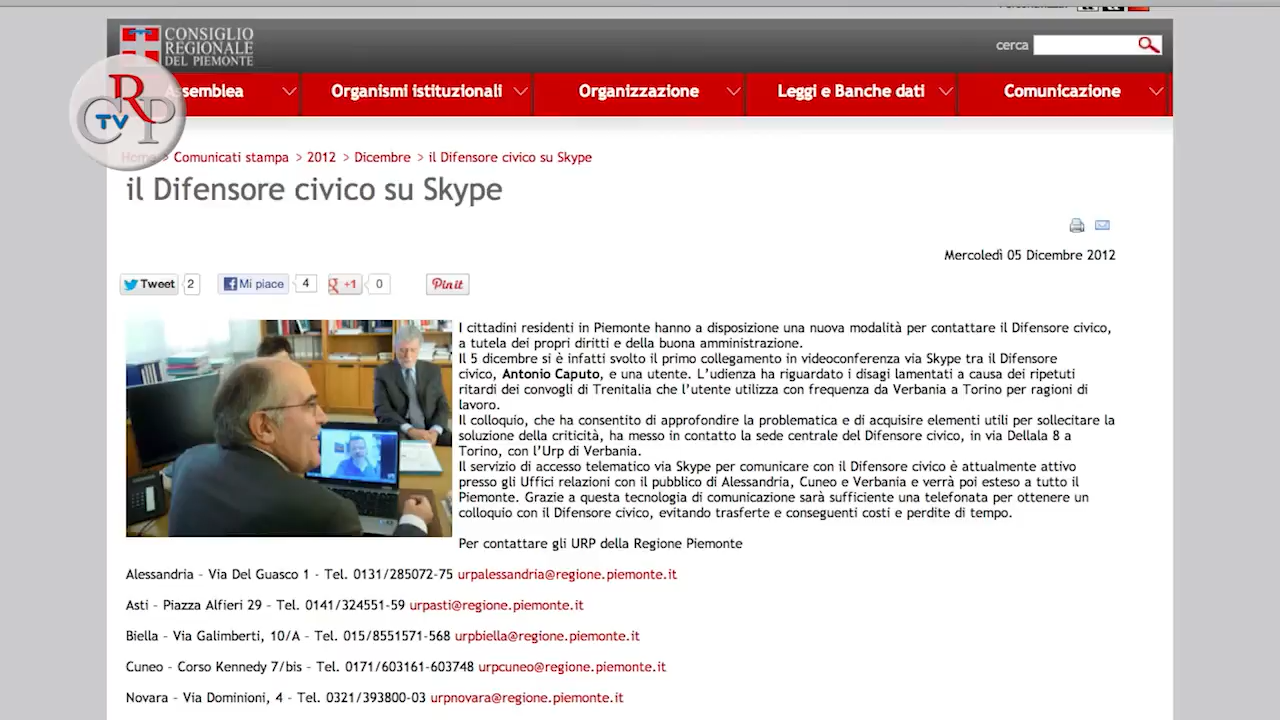 CONSIGLIO
REGIONALE
DEL PIEMONTE
cerca
CRP
TV
Assemblea
Organismi istituzionali
Organizzazione
Leggi e Banche dati
Comunicazione
Home > Comunicati stampa > 2012 > Dicembre > il Difensore civico su Skype
il Difensore civico su Skype
Mercoledì 05 Dicembre 2012
Tweet 2
Mi piace 4
+1 0
Pinit
I cittadini residenti in Piemonte hanno a disposizione una nuova modalità per contattare il Difensore civico,
a tutela dei propri diritti e della buona amministrazione.
Il 5 dicembre si è infatti svolto il primo collegamento in videoconferenza via Skype tra il Difensore
civico, Antonio Caputo, e una utente. L'udienza ha riguardato i disagi lamentati a causa dei ripetuti
ritardi dei convogli di Trenitalia che l'utente utilizza con frequenza da Verbania a Torino per ragioni di
lavoro.
Il colloquio, che ha consentito di approfondire la problematica e di acquisire elementi utili per sollecitare la
soluzione della criticità, ha messo in contatto la sede centrale del Difensore civico, in via Dellala 8 a
Torino, con l'Urp di Verbania.
Il servizio di accesso telematico via Skype per comunicare con il Difensore civico è attualmente attivo
presso gli Uffici relazioni con il pubblico di Alessandria, Cuneo e Verbania e verrà poi esteso a tutto il
Piemonte. Grazie a questa tecnologia di comunicazione sarà sufficiente una telefonata per ottenere un
colloquio con il Difensore civico, evitando trasferte e conseguenti costi e perdite di tempo.
Per contattare gli URP della Regione Piemonte
Alessandria - Via Del Guasco 1 - Tel. 0131/285072-75 urpalessandria@regione.piemonte.it
Asti - Piazza Alfieri 29 - Tel. 0141/324551-59 urpasti@regione.piemonte.it
Biella - Via Galimberti, 10/A - Tel. 015/8551571-568 urpbiella@regione.piemonte.it
Cuneo - Corso Kennedy 7/bis - Tel. 0171/603161-603748 urpcuneo@regione.piemonte.it
Novara - Via Dominioni, 4 - Tel. 0321/393800-03 urpnovara@regione.piemonte.it